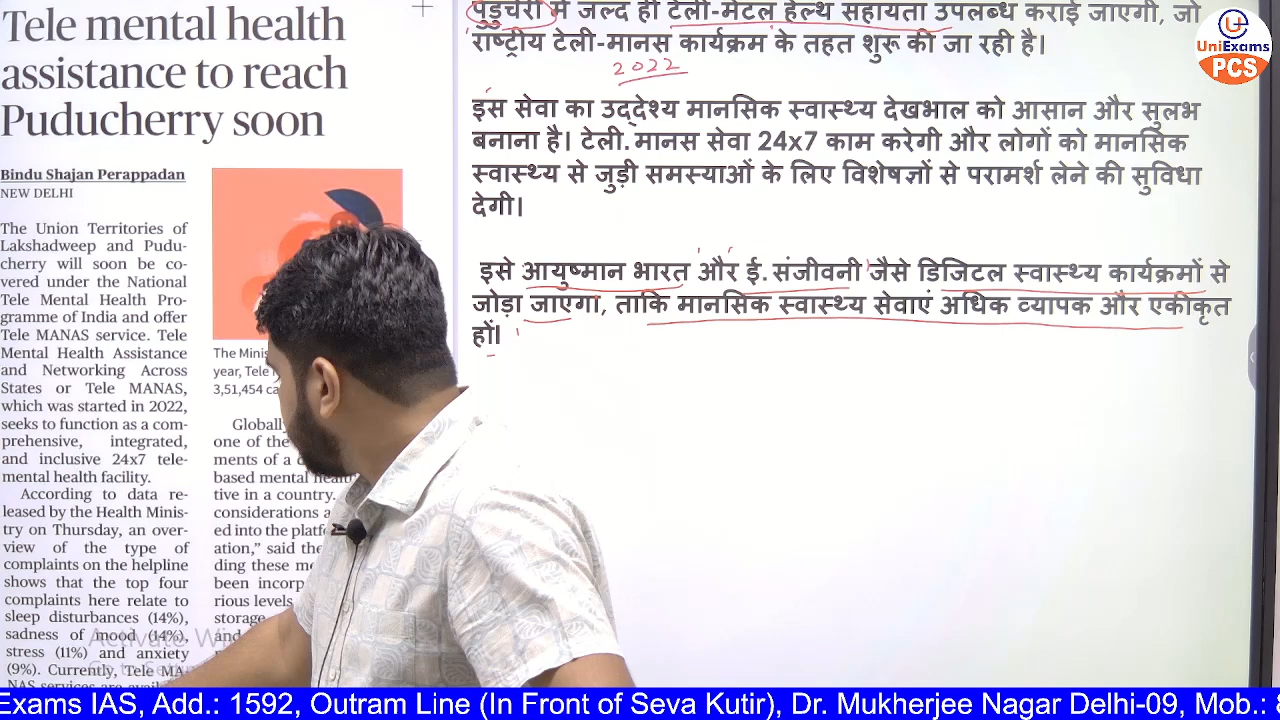 Tele mental health
assistance to reach
Puducherry soon
Bindu Shajan Perappadan
NEW DELHI
The Union Territories of
Lakshadweep and Pudu-
cherry will soon be co-
vered under the National
Tele Mental Health Pro-
gramme of India and offer
Tele MANAS service. Tele
Mental Health Assistance
and Networking Across
States or Tele MANAS,
which was started in 2022,
seeks to function as a com-
prehensive, integrated,
and inclusive 24x7 tele-
mental health facility.
According to data re-
leased by the Health Minis-
try on Thursday, an over-
view of the type of
complaints on the helpline
shows that the top four
complaints here relate to
sleep disturbances (14%),
sadness of mood (14%),
stress (11%) and anxiety
(9%). Currently, Tele MA-
NAS services are
The
year, Tele
3,51,454
one of the
ments of a
based mental health
tive in a country.
considerations
ed into the
ation,” said the
ding these
been
rious levels
storage
and
पुडुचेरी में जल्द ही टेली-मेंटल हेल्थ सहायता उपलब्ध कराई जाएगी, जो
राष्ट्रीय टेली-मानस कार्यक्रम के तहत शुरू की जा रही है।
2022
इस सेवा का उद्देश्य मानसिक स्वास्थ्य देखभाल को आसान और सुलभ
बनाना है। टेली.मानस सेवा 24x7 काम करेगी और लोगों को मानसिक
स्वास्थ्य से जुड़ी समस्याओं के लिए विशेषज्ञों से परामर्श लेने की सुविधा
देगी।
इसे आयुष्मान भारत और ई.संजीवनी जैसे डिजिटल स्वास्थ्य कार्यक्रमों से
जोड़ा जाएगा, ताकि मानसिक स्वास्थ्य सेवाएं अधिक व्यापक और एकीकृत
हों।
UniExams
PCS
Exams IAS, Add.: 1592, Outram Line (In Front of Seva Kutir), Dr. Mukherjee Nagar Delhi-09, Mob.: